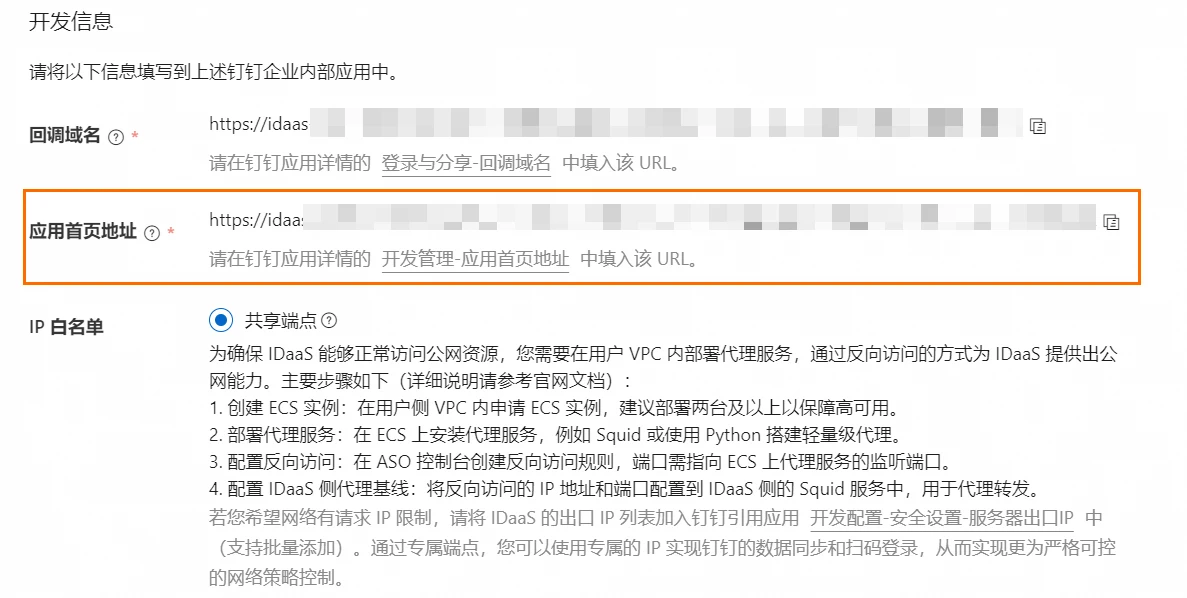 开发信息
请将以下信息填写到上述钉钉企业内部应用中。
回调域名 ? *
https://idaas
请在钉钉应用详情的 登录与分享-回调域名 中填入该 URL。
应用首页地址 ? *
https://idaas
请在钉钉应用详情的 开发管理-应用首页地址 中填入该 URL。
IP 白名单
共享端点 ?
为确保 IDaaS 能够正常访问公网资源，您需要在用户 VPC 内部署代理服务，通过反向访问的方式为 IDaaS 提供出公
网能力。主要步骤如下（详细说明请参考官网文档）：
1. 创建 ECS 实例：在用户侧 VPC 内申请 ECS 实例，建议部署两台及以上以保障高可用。
2. 部署代理服务：在 ECS 上安装代理服务，例如 Squid 或使用 Python 搭建轻量级代理。
3. 配置反向访问：在 ASO 控制台创建反向访问规则，端口需指向 ECS 上代理服务的监听端口。
4. 配置 IDaaS 侧代理基线：将反向访问的 IP 地址和端口配置到 IDaaS 侧的 Squid 服务中，用于代理转发。
若您希望网络有请求 IP 限制，请将 IDaaS 的出口 IP 列表加入钉钉引用应用 开发配置-安全设置-服务器出口IP 中
（支持批量添加）。通过专属端点，您可以使用专属的 IP 实现钉钉的数据同步和扫码登录，从而实现更为严格可控
的网络策略控制。